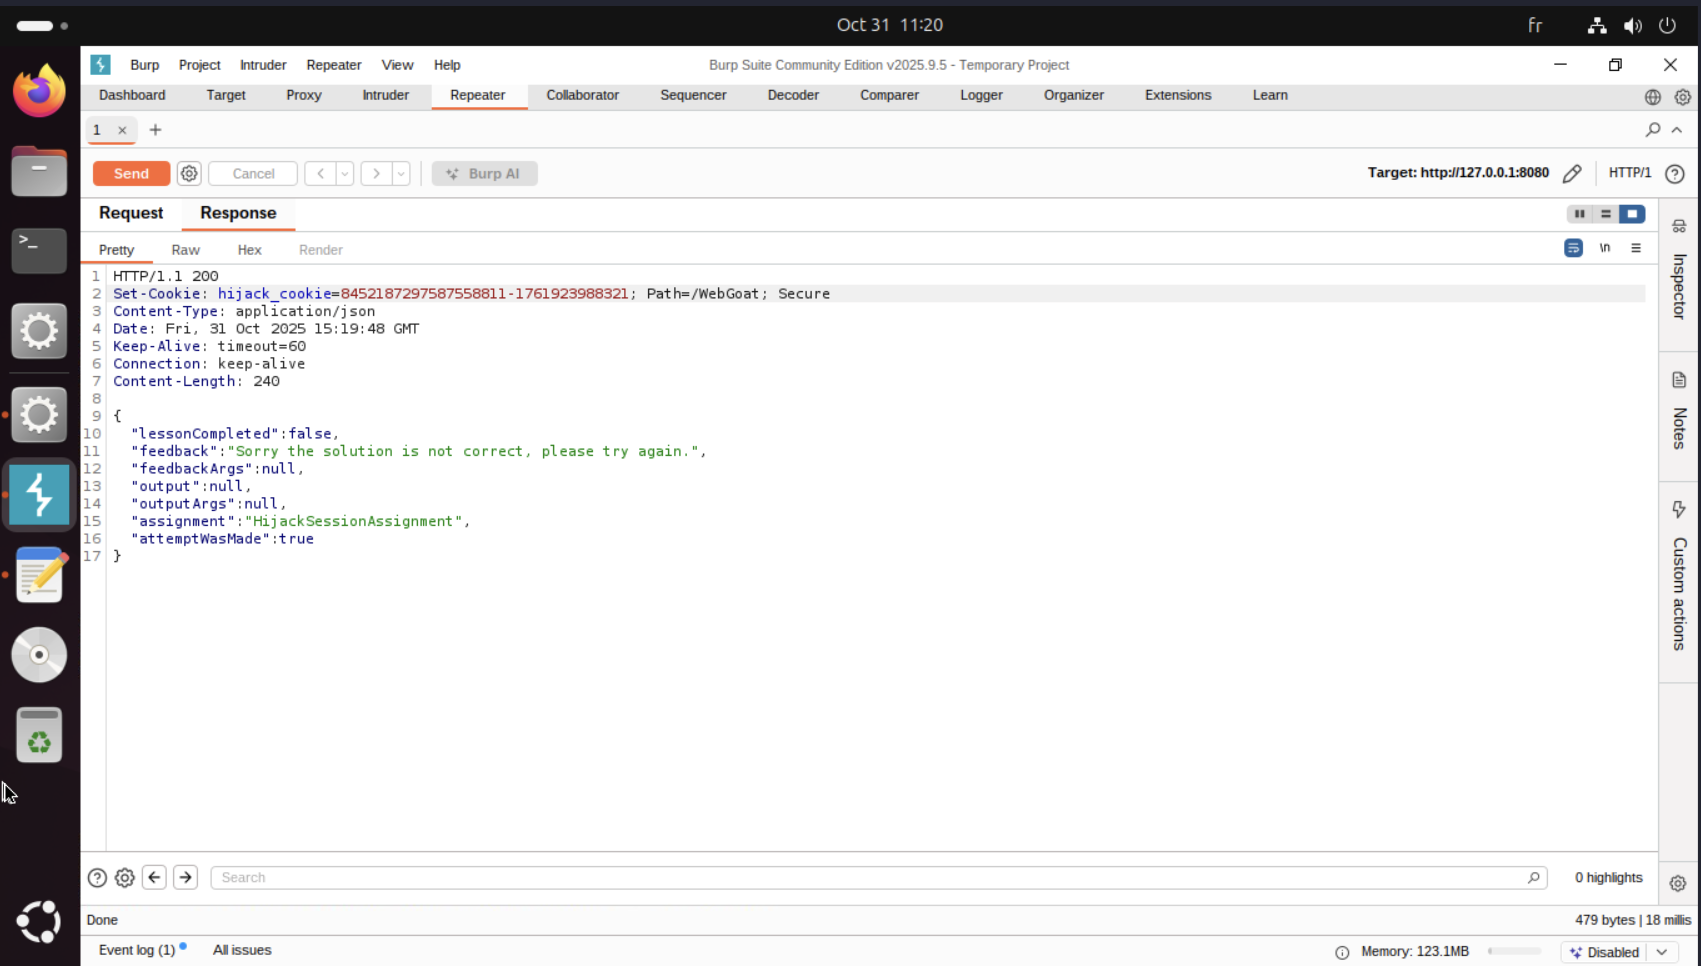 Oct 31 11:20
fr
Burp Project Intruder Repeater View Help
Burp Suite Community Edition v2025.9.5 - Temporary Project
Dashboard Target Proxy Intruder Repeater Collaborator Sequencer Decoder Comparer Logger Organizer Extensions Learn
1 × +
Send Cancel < > Burp AI
Target: http://127.0.0.1:8080 HTTP/1
Request Response
Pretty Raw Hex Render
\n
1 HTTP/1.1 200
2 Set-Cookie: hijack_cookie=8452187297587558811-1761923988321; Path=/WebGoat; Secure
3 Content-Type: application/json
4 Date: Fri, 31 Oct 2025 15:19:48 GMT
5 Keep-Alive: timeout=60
6 Connection: keep-alive
7 Content-Length: 240
8
9 {
10 "lessonCompleted":false,
11 "feedback":"Sorry the solution is not correct, please try again.",
12 "feedbackArgs":null,
13 "output":null,
14 "outputArgs":null,
15 "assignment":"HijackSessionAssignment",
16 "attemptWasMade":true
17 }
Inspector
Notes
Custom actions
Search
0 highlights
Done
479 bytes | 18 millis
Event log (1) All issues
Memory: 123.1MB
Disabled